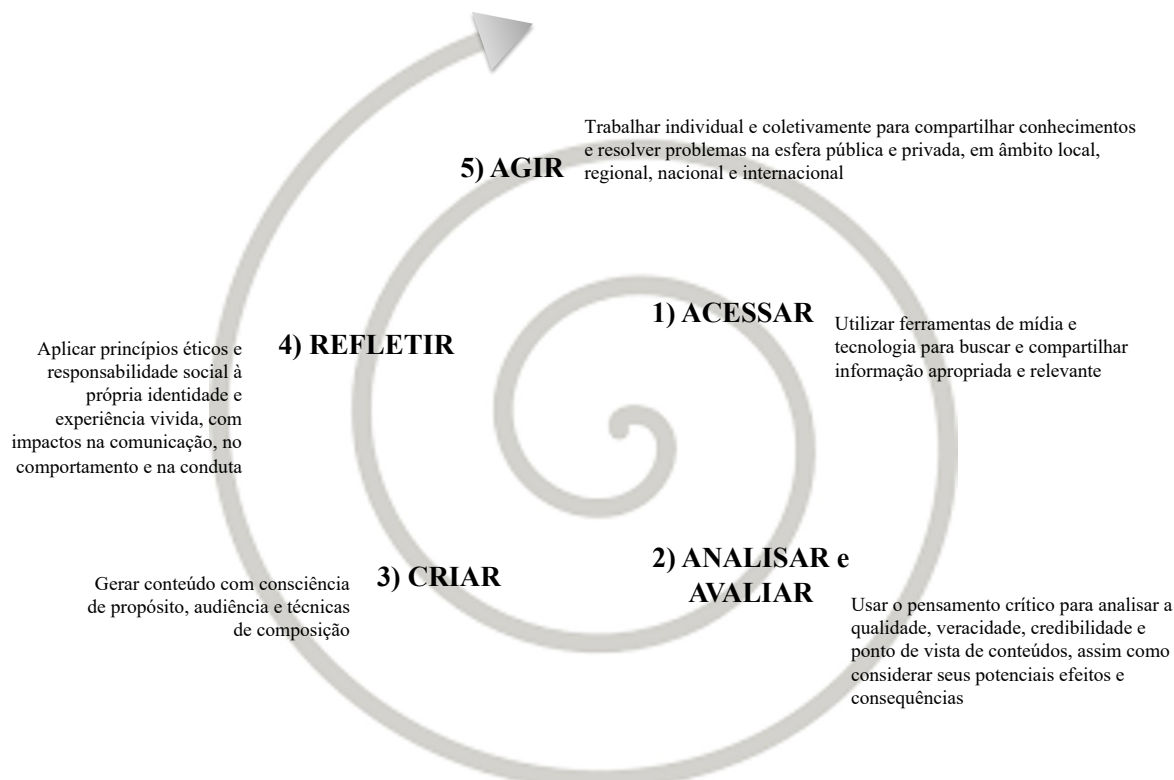 5) AGIR
Trabalhar individual e coletivamente para compartilhar conhecimentos
e resolver problemas na esfera pública e privada, em âmbito local,
regional, nacional e internacional
1) ACESSAR
Utilizar ferramentas de mídia e
tecnologia para buscar e compartilhar
informação apropriada e relevante
4) REFLETIR
Aplicar princípios éticos e
responsabilidade social à
própria identidade e
experiência vivida, com
impactos na comunicação, no
comportamento e na conduta
2) ANALISAR e
AVALIAR
Usar o pensamento crítico para analisar a
qualidade, veracidade, credibilidade e
ponto de vista de conteúdos, assim como
considerar seus potenciais efeitos e
consequências
3) CRIAR
Gerar conteúdo com consciência
de propósito, audiência e técnicas
de composição